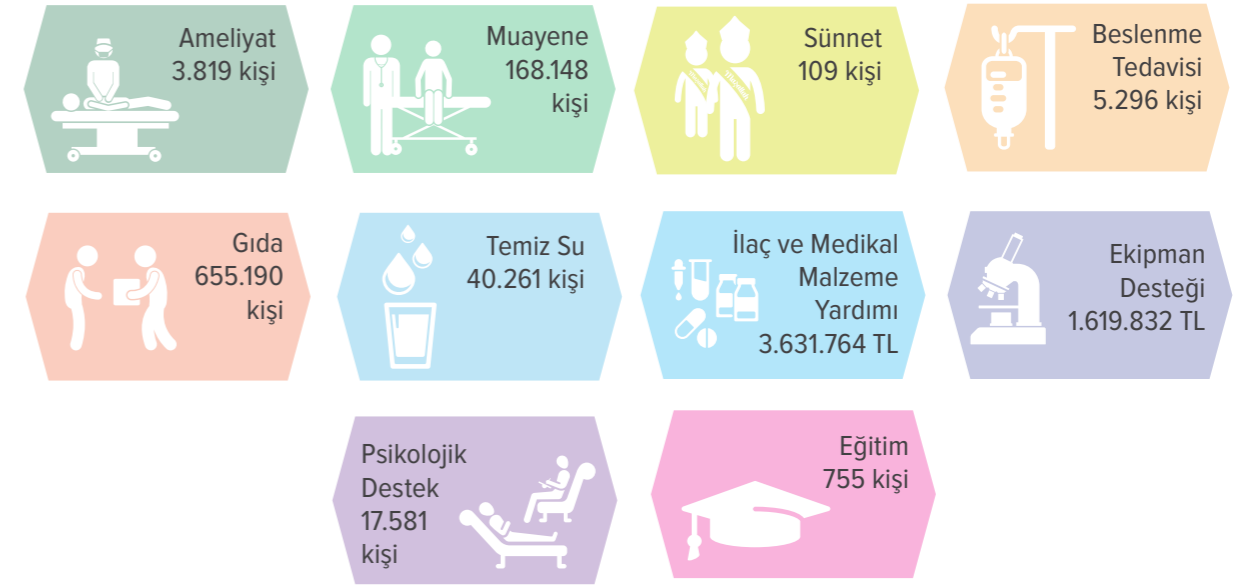 Ameliyat
3.819 kişi
Muayene
168.148
kişi
Sünnet
109 kişi
Beslenme
Tedavisi
5.296 kişi
Gıda
655.190
kişi
Temiz Su
40.261 kişi
İlaç ve Medikal
Malzeme
Yardımı
3.631.764 TL
Ekipman
Desteği
1.619.832 TL
Psikolojik
Destek
17.581
kişi
Eğitim
755 kişi